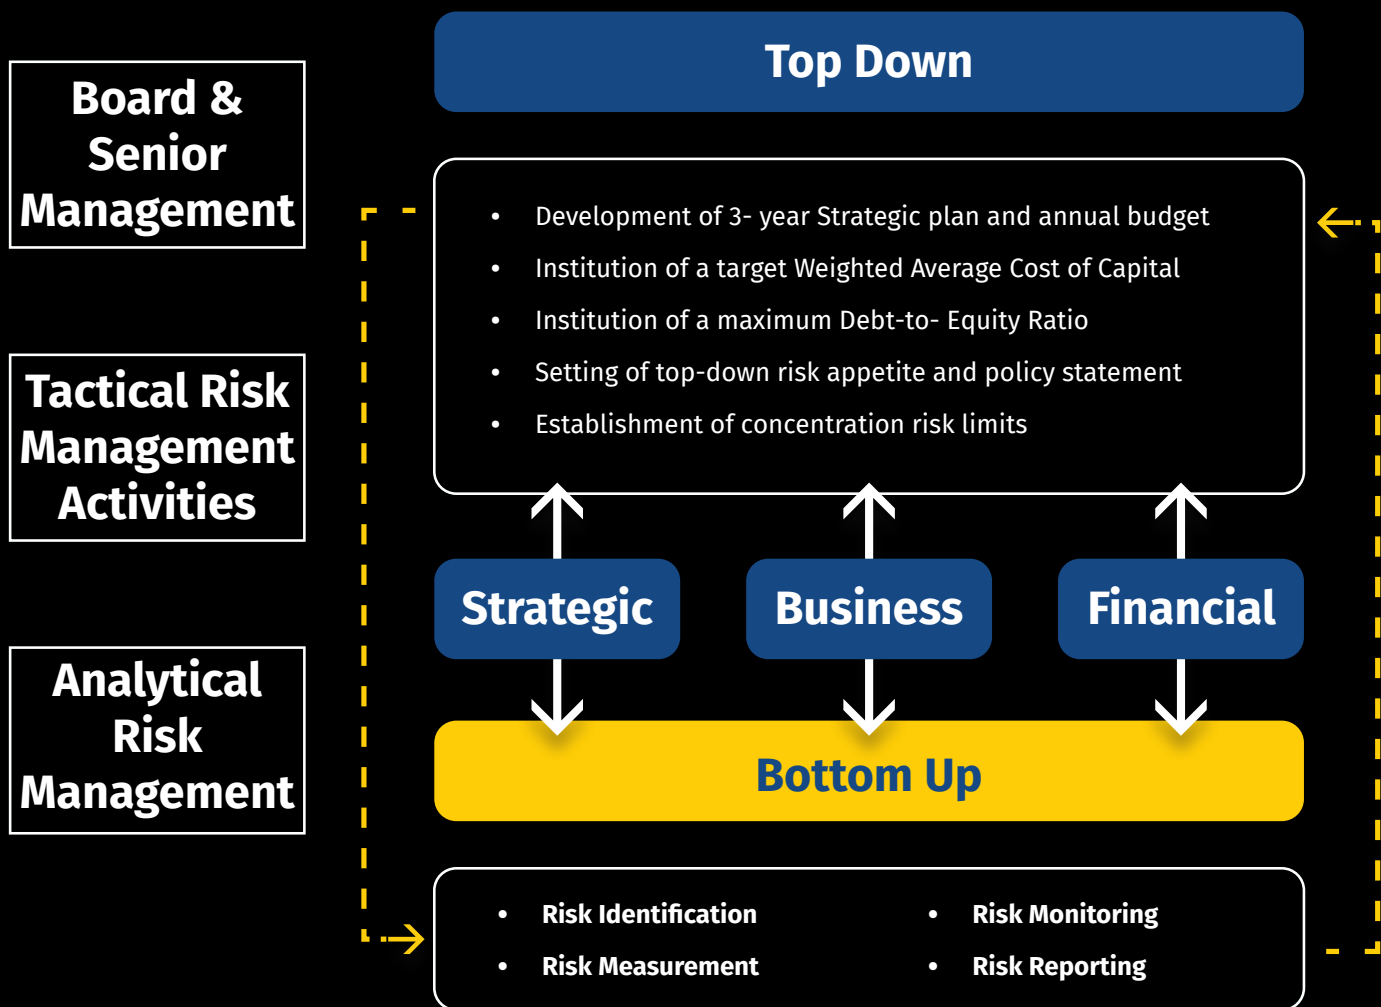 Top Down
Board &
Senior
Management
• Development of 3- year Strategic plan and annual budget
• Institution of a target Weighted Average Cost of Capital
• Institution of a maximum Debt-to- Equity Ratio
• Setting of top-down risk appetite and policy statement
• Establishment of concentration risk limits
Tactical Risk
Management
Activities
Strategic
Business
Financial
Analytical
Risk
Management
Bottom Up
• Risk Identification
• Risk Measurement
• Risk Monitoring
• Risk Reporting